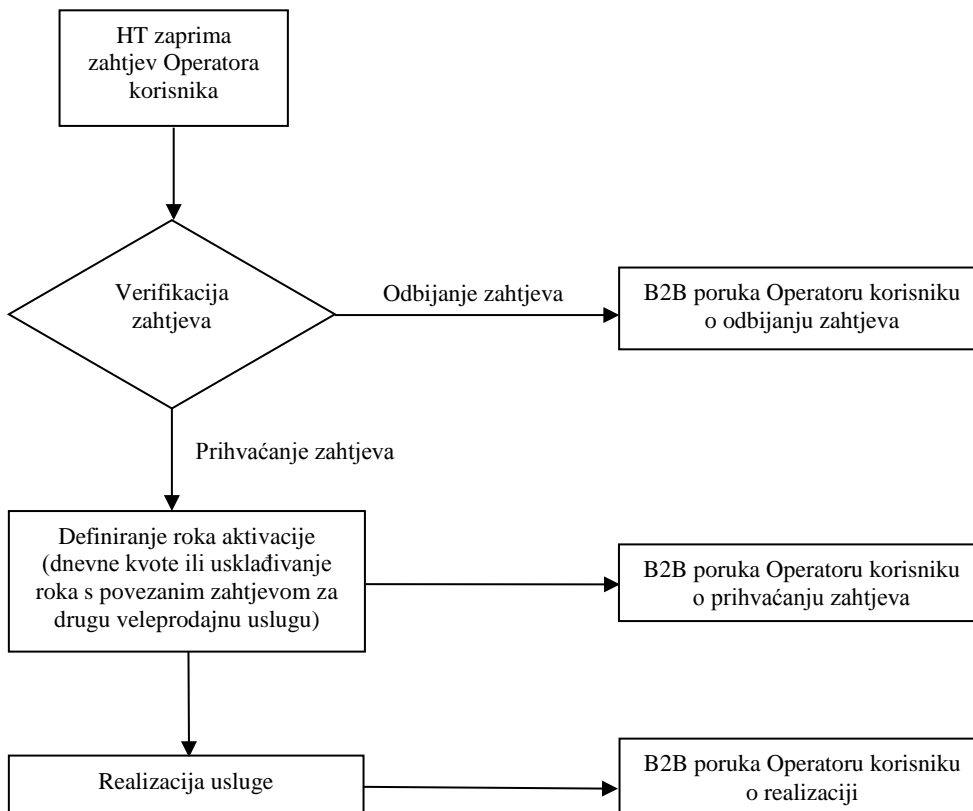 HT zaprima
zahtjev Operatora
korisnika
Verifikacija
zahtjeva
Odbijanje zahtjeva
B2B poruka Operatoru korisniku
o odbijanju zahtjeva
Prihvaćanje zahtjeva
Definiranje roka aktivacije
(dnevne kvote ili usklađivanje
roka s povezanim zahtjevom za
drugu veleprodajnu uslugu)
B2B poruka Operatoru korisniku
o prihvaćanju zahtjeva
Realizacija usluge
B2B poruka Operatoru korisniku
o realizaciji